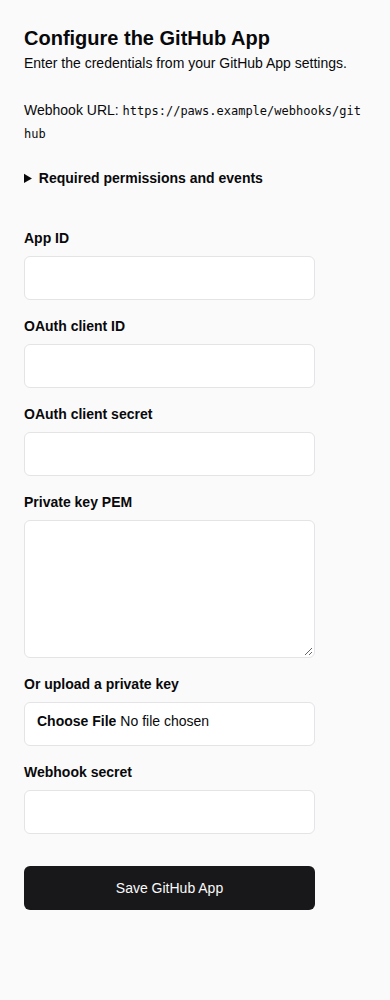 Configure the GitHub App
Enter the credentials from your GitHub App settings.
Webhook URL: https://paws.example/webhooks/git
hub
Required permissions and events
App ID
OAuth client ID
OAuth client secret
Private key PEM
Or upload a private key
Choose File No file chosen
Webhook secret
Save GitHub App